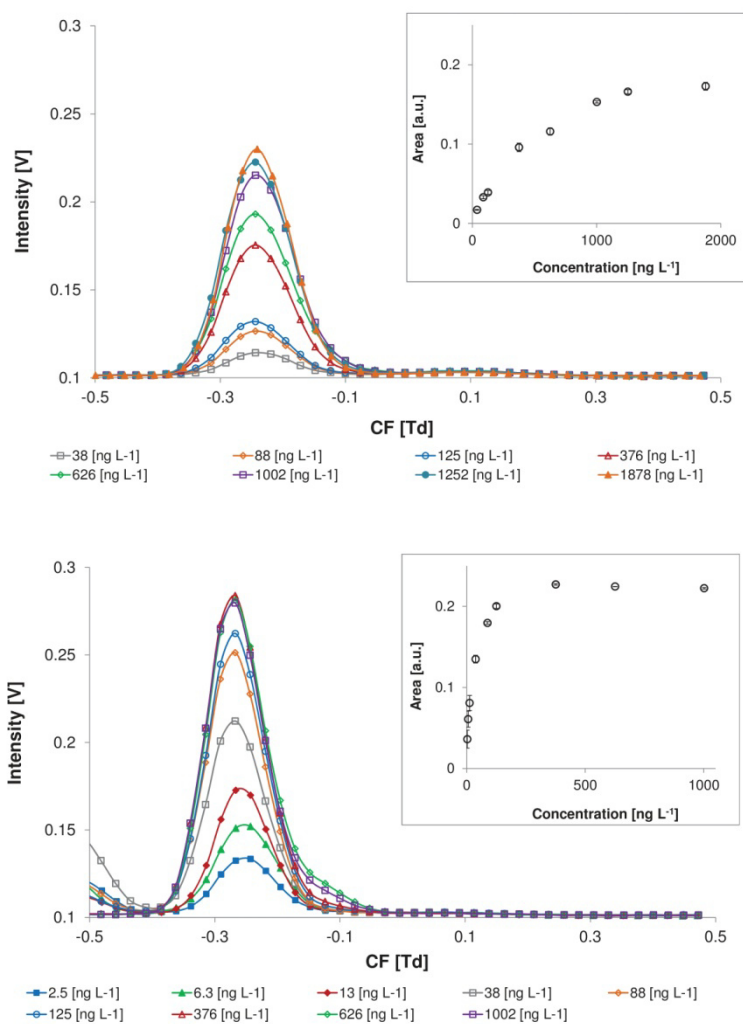 0.3
0.25
0.2
0.15
0.1
Intensity [V]
-0.5 -0.3 -0.1 0.1 0.3 0.5
CF [Td]
0.2
0.1
0
Area [a.u.]
0 1000 2000
Concentration [ng L-1]
38 [ng L-1] 88 [ng L-1] 125 [ng L-1] 376 [ng L-1]
626 [ng L-1] 1002 [ng L-1] 1252 [ng L-1] 1878 [ng L-1]
0.3
0.25
0.2
0.15
0.1
Intensity [V]
-0.5 -0.3 -0.1 0.1 0.3 0.5
CF [Td]
0.2
0.1
0
Area [a.u.]
0 500 1000
Concentration [ng L-1]
2.5 [ng L-1] 6.3 [ng L-1] 13 [ng L-1] 38 [ng L-1] 88 [ng L-1]
125 [ng L-1] 376 [ng L-1] 626 [ng L-1] 1002 [ng L-1]